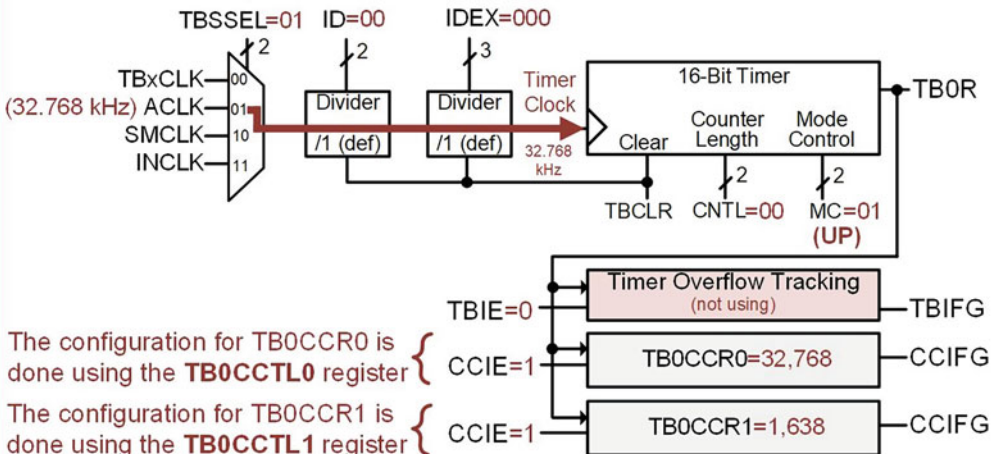 TBSSEL=01 ID=00 IDEX=000
2 2 3
TBxCLK 00
(32.768 kHz) ACLK 01
SMCLK 10
INCLK 11
Divider
/1 (def)
Divider
/1 (def)
Timer
Clock
32.768
kHz
16-Bit Timer
Clear
Counter
Length
Mode
Control
TB0R
2 2
TBCLR CNTL=00 MC=01
(UP)
Timer Overflow Tracking
(not using)
TBIE=0
TBIFG
The configuration for TB0CCR0 is
done using the TB0CCTL0 register
CCIE=1
TB0CCR0=32,768
CCIFG
The configuration for TB0CCR1 is
done using the TB0CCTL1 register
CCIE=1
TB0CCR1=1,638
CCIFG